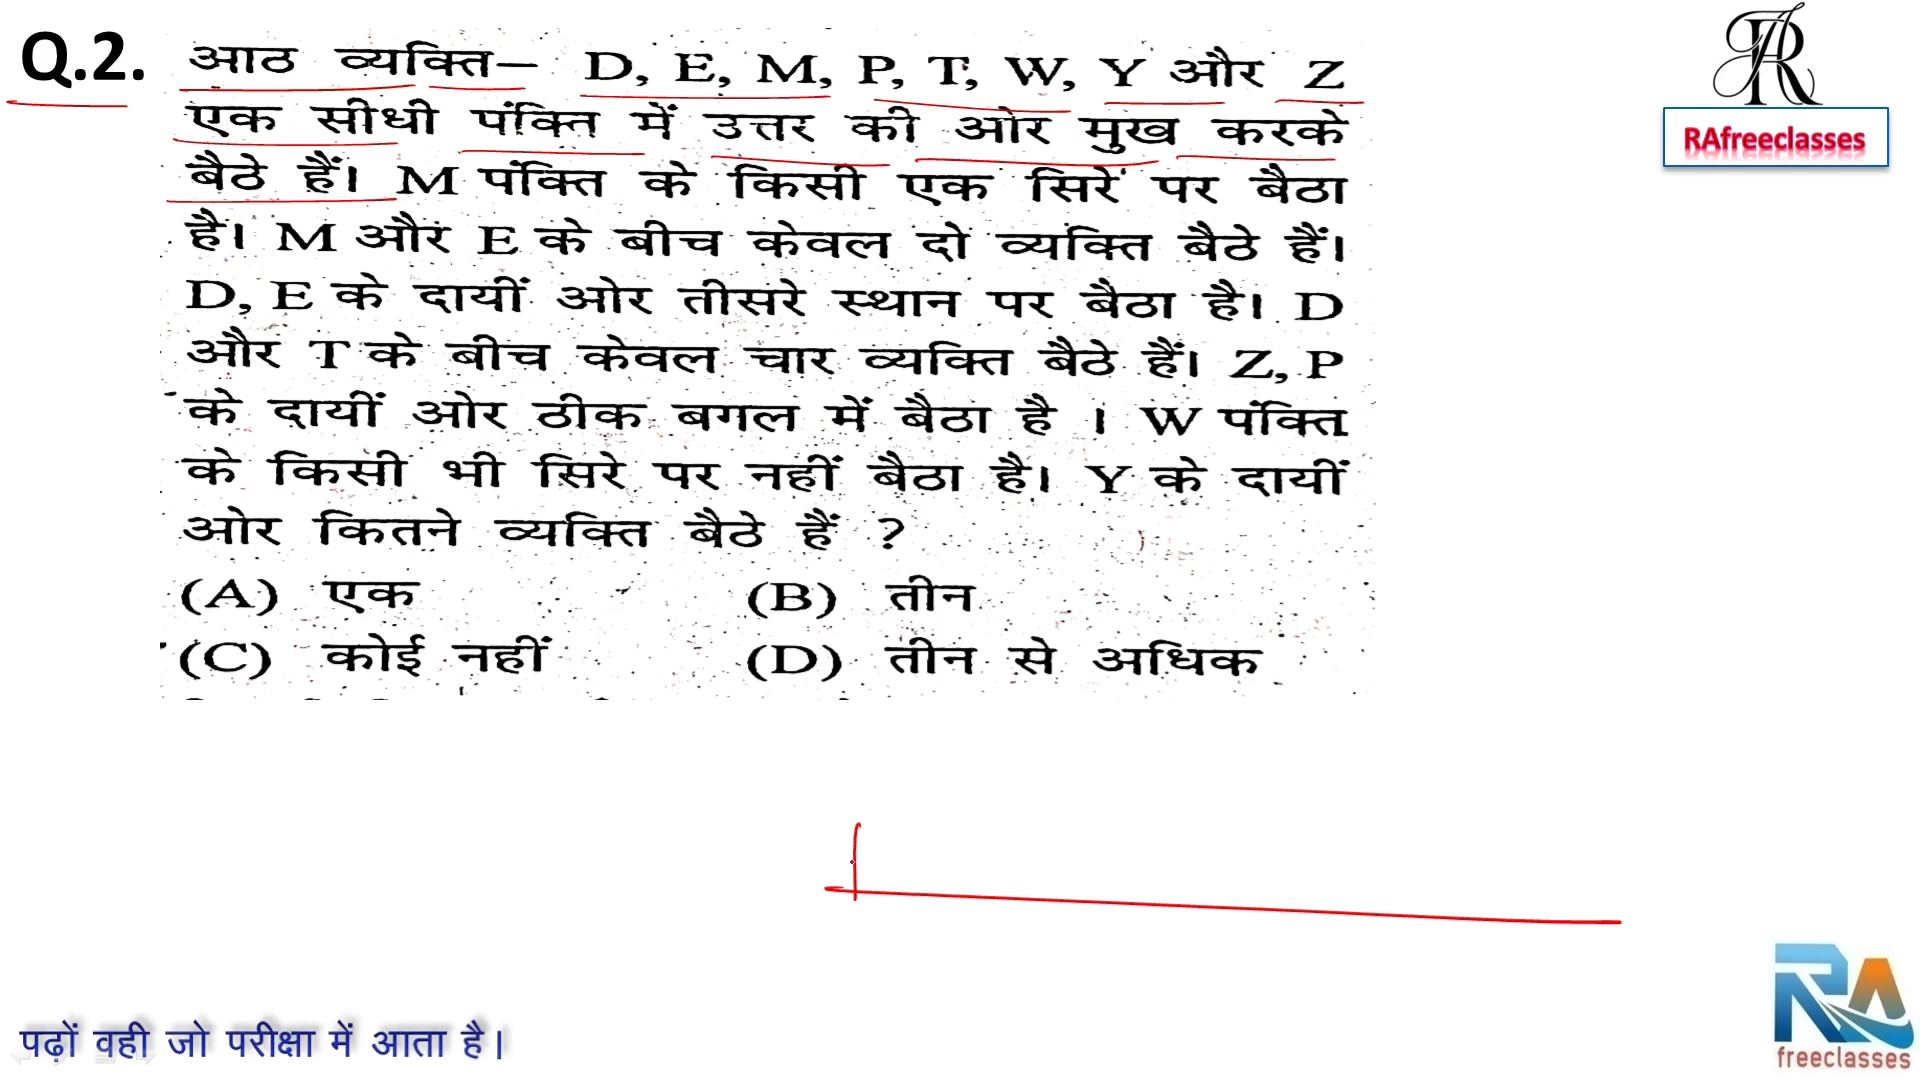 Q.2. आठ व्यक्ति– D, E, M, P, T, W, Y और Z
एक सीधी पंक्ति में उत्तर की ओर मुख करके
बैठे हैं। M पंक्ति के किसी एक सिरे पर बैठा
है। M और E के बीच केवल दो व्यक्ति बैठे हैं।
D, E के दायीं ओर तीसरे स्थान पर बैठा है। D
और T के बीच केवल चार व्यक्ति बैठे हैं। Z, P
के दायीं ओर ठीक बगल में बैठा है । W पंक्ति
के किसी भी सिरे पर नहीं बैठा है। Y के दायीं
ओर कितने व्यक्ति बैठे हैं ?
(A) एक (B) तीन
(C) कोई नहीं (D) तीन से अधिक
RAfreeclasses
पढ़ों वही जो परीक्षा में आता है।
RA
freeclasses